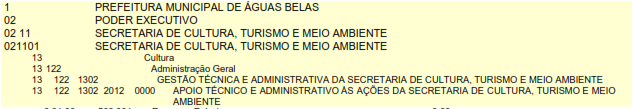 1 PREFEITURA MUNICIPAL DE ÁGUAS BELAS
02 PODER EXECUTIVO
02 11 SECRETARIA DE CULTURA, TURISMO E MEIO AMBIENTE
021101 SECRETARIA DE CULTURA, TURISMO E MEIO AMBIENTE
13 Cultura
13 122 Administração Geral
13 122 1302 GESTÃO TÉCNICA E ADMINISTRATIVA DA SECRETARIA DE CULTURA, TURISMO E MEIO AMBIENTE
13 122 1302 2012 0000 APOIO TÉCNICO E ADMINISTRATIVO ÀS AÇÕES DA SECRETARIA DE CULTURA, TURISMO E MEIO
AMBIENTE